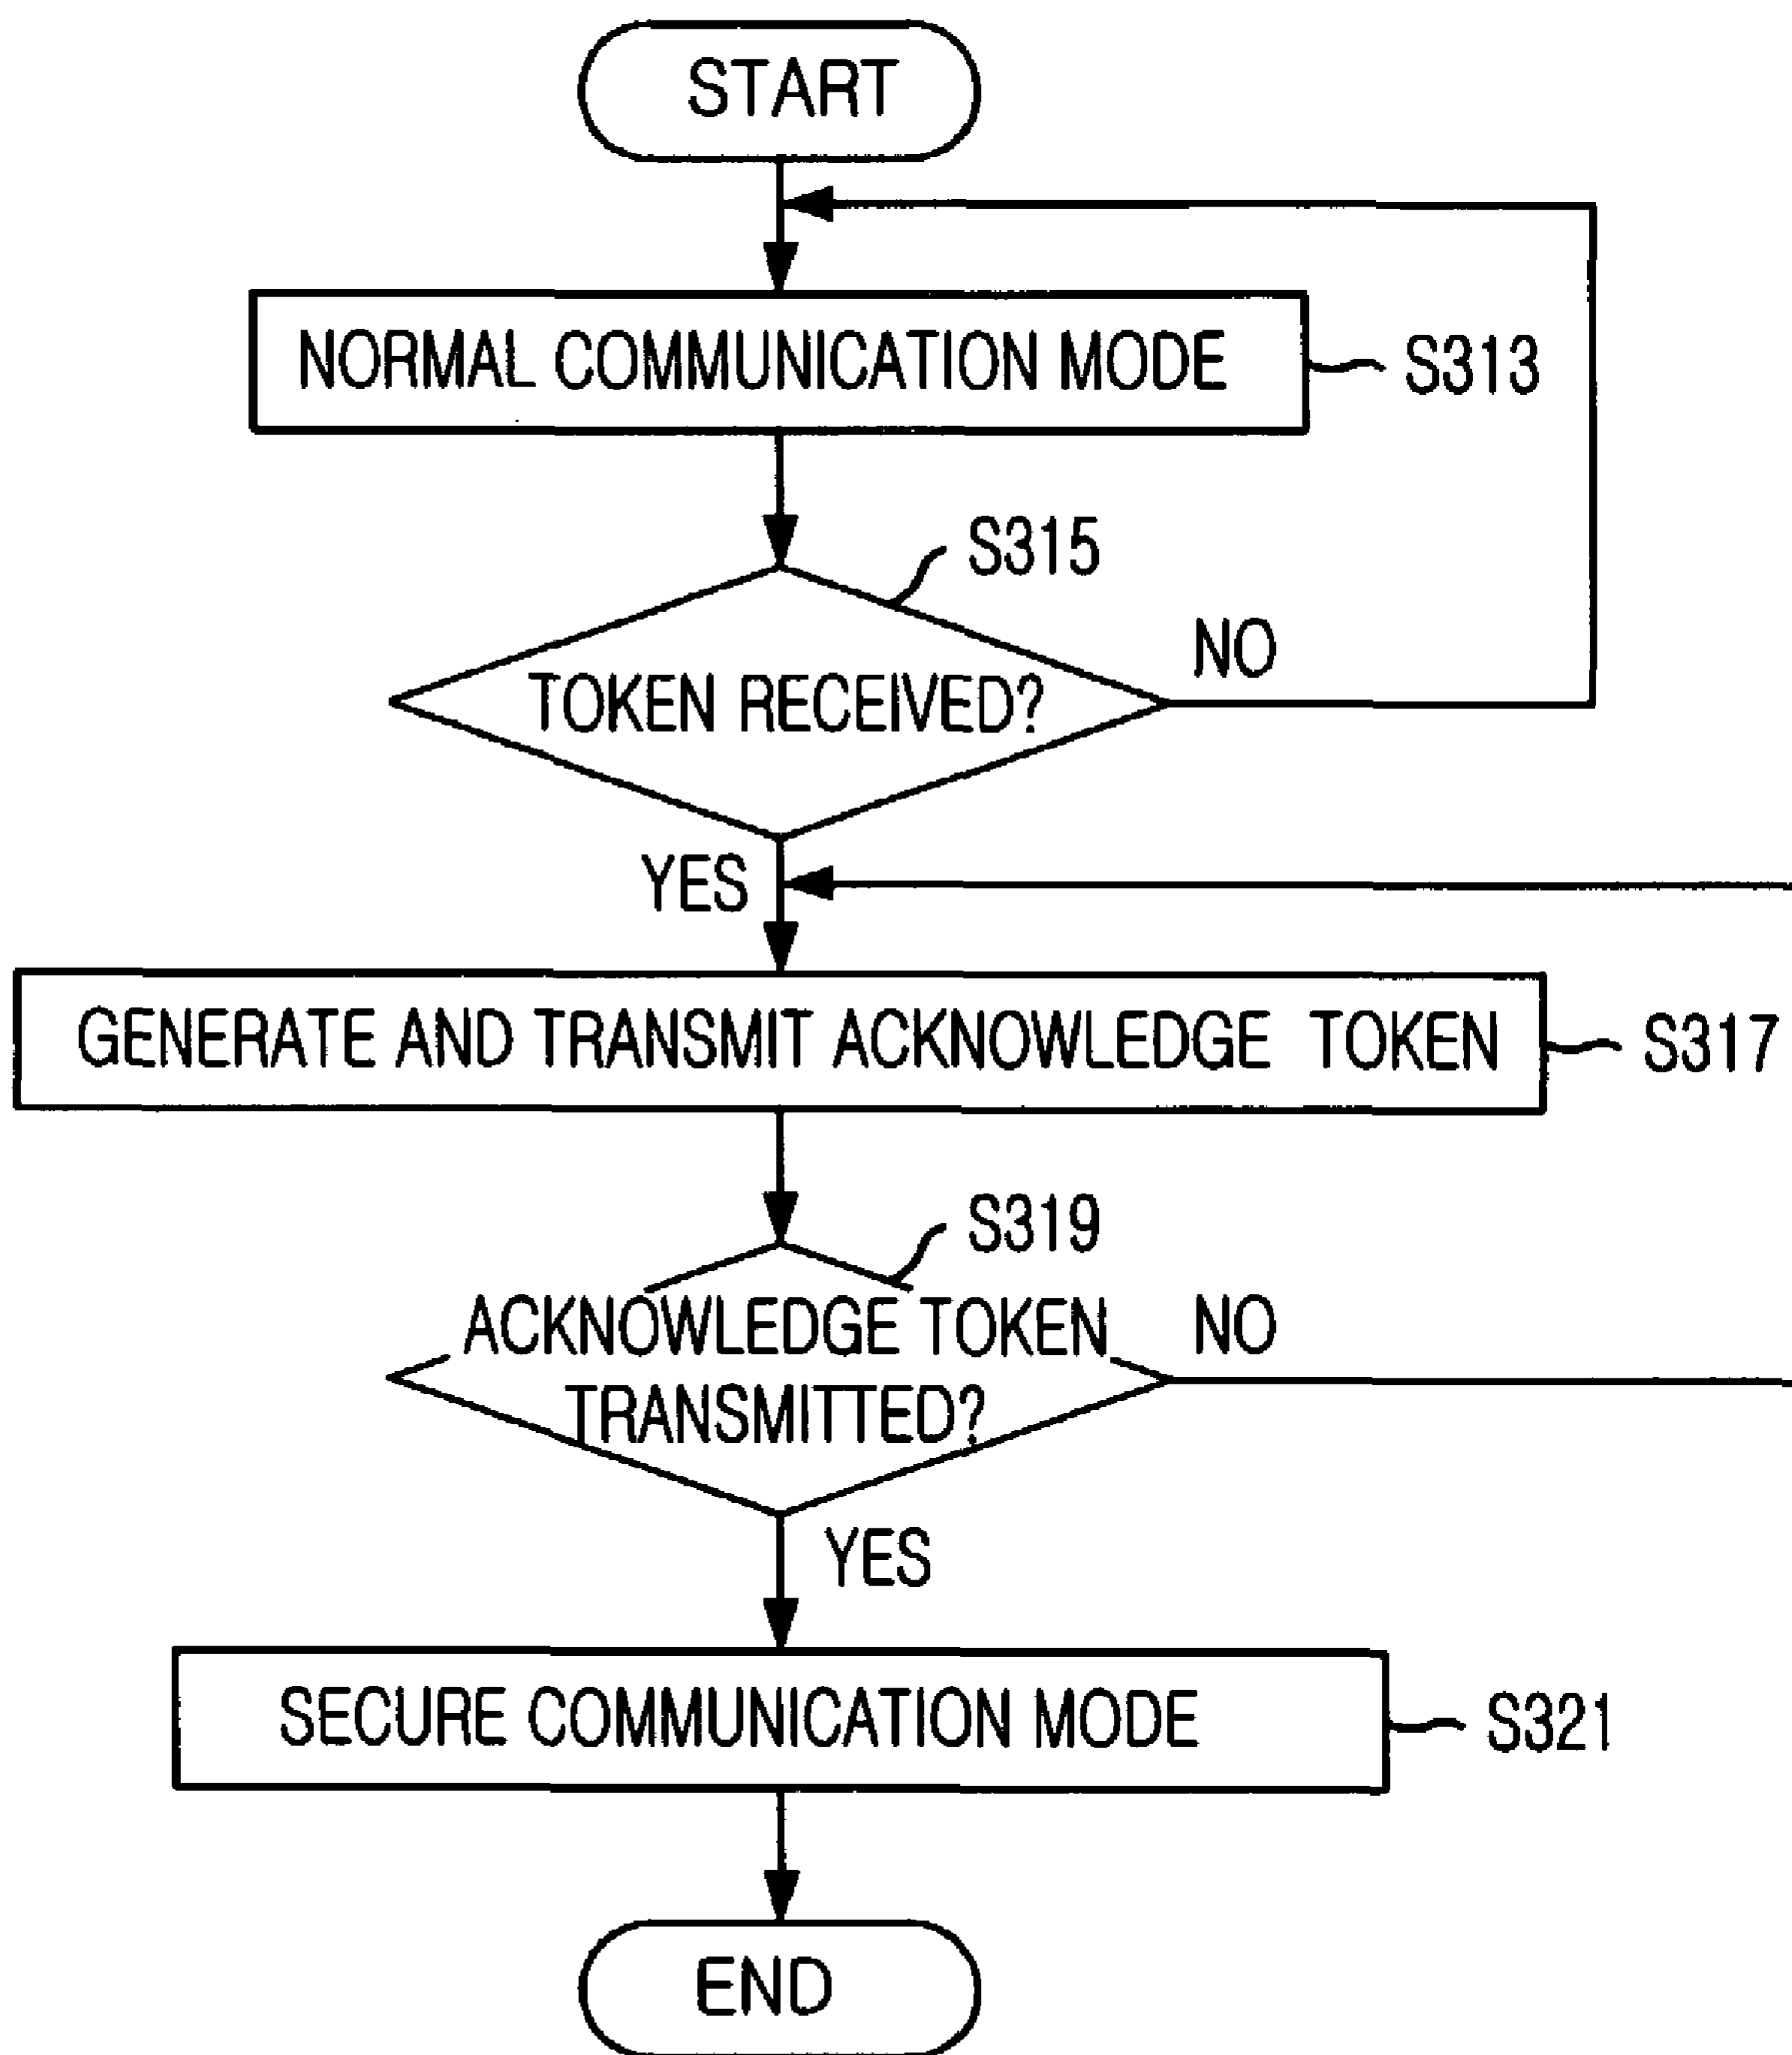 START
NORMAL COMMUNICATION MODE
S313
S315
TOKEN RECEIVED?
NO
YES
GENERATE AND TRANSMIT ACKNOWLEDGE TOKEN
S317
S319
ACKNOWLEDGE TOKEN
TRANSMITTED?
NO
YES
SECURE COMMUNICATION MODE
S321
END